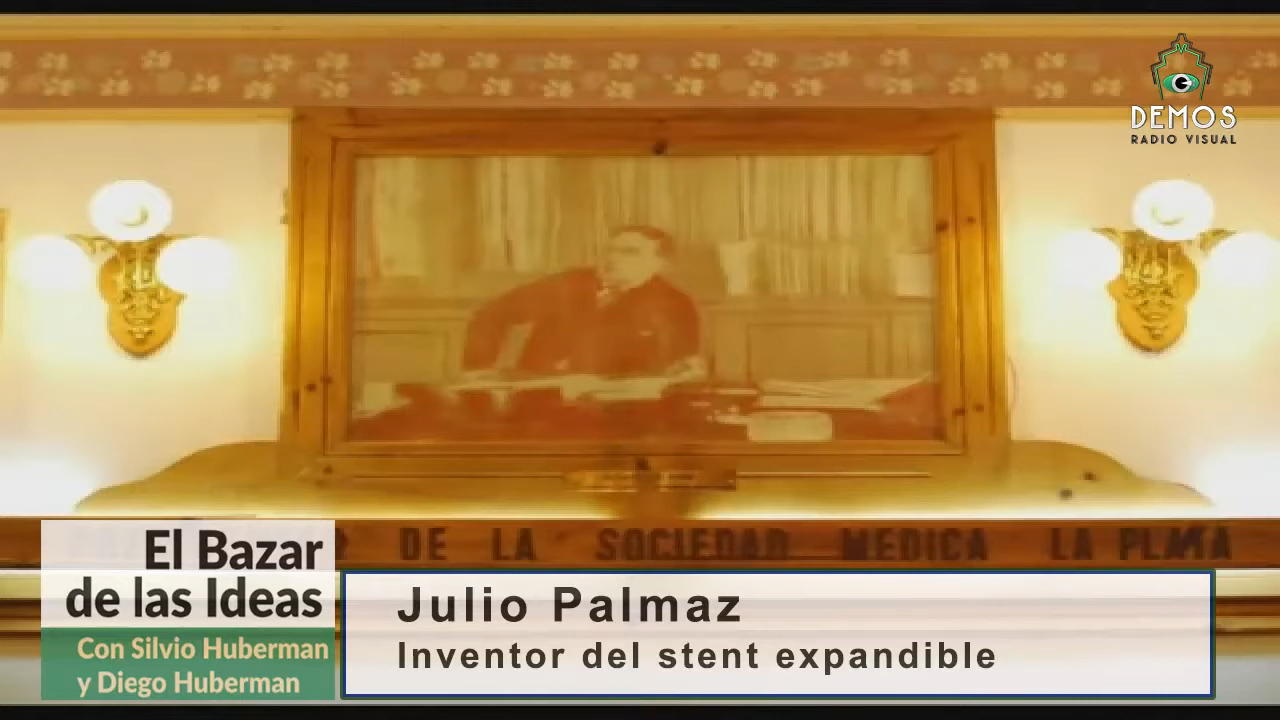 DEMOS
RADIO VISUAL
DE LA SOCIEDAD MEDICA LA PLATA
El Bazar
de las Ideas
Con Silvio Huberman
y Diego Huberman
Julio Palmaz
Inventor del stent expandible